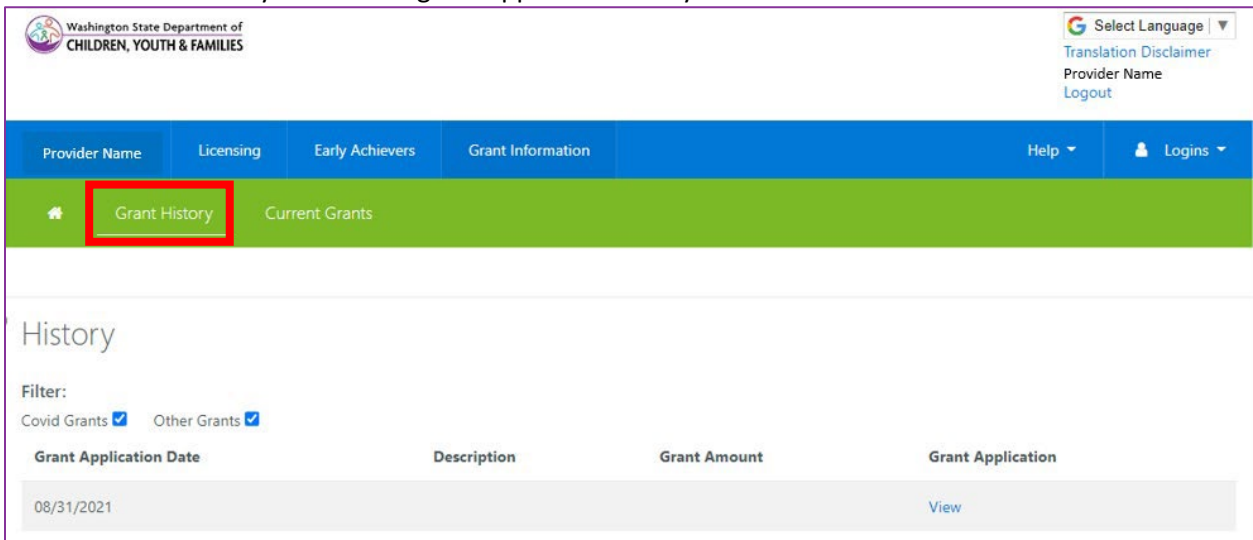 Washington State Department of
CHILDREN, YOUTH & FAMILIES
Select Language ▼
Translation Disclaimer
Provider Name
Logout
Provider Name Licensing Early Achievers Grant Information Help Logins
Grant History Current Grants
History
Filter:
Covid Grants Other Grants
Grant Application Date Description Grant Amount Grant Application
08/31/2021 View